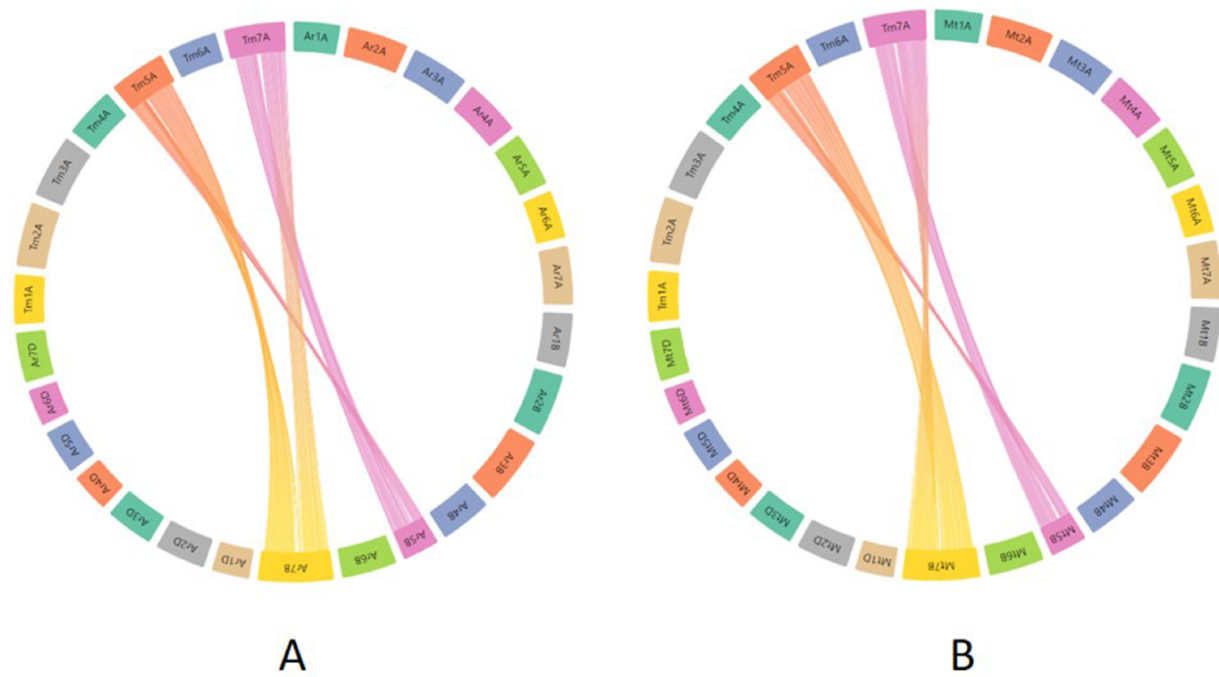 Tm7A
Ar1A
Ar2A
Ar3A
Ar4A
Ar5A
Ar6A
Ar7A
Ar1B
Ar2B
Ar3B
Ar4B
Ar5B
Ar6B
Ar7B
Ar1D
Ar2D
Ar3D
Ar4D
Ar5D
Ar6D
Ar7D
Tm1A
Tm2A
Tm3A
Tm4A
Tm5A
Tm6A
A
Tm7A
Mt1A
Mt2A
Mt3A
Mt4A
Mt5A
Mt6A
Mt7A
Mt1B
Mt2B
Mt3B
Mt4B
Mt5B
Mt6B
Mt7B
Mt1D
Mt2D
Mt3D
Mt4D
Mt5D
Mt6D
Mt7D
Tm1A
Tm2A
Tm3A
Tm4A
Tm5A
Tm6A
B